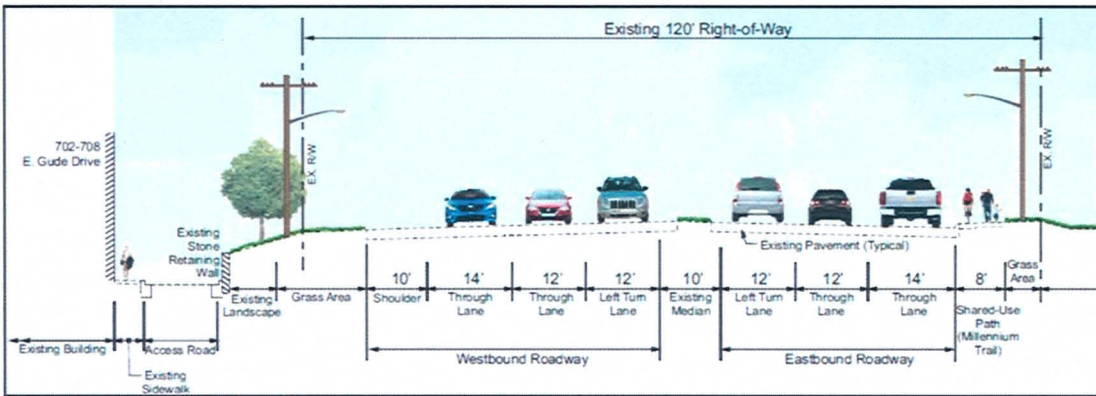 Existing 120' Right-of-Way
702-708
E. Gude Drive
EX. R/W
EX. R/W
Existing
Stone
Retaining
Wall
Existing Pavement (Typical)
10'
14'
12'
12'
10'
12'
12'
14'
8'
Grass
Area
Existing
Landscape
Grass Area
Shoulder
Through
Lane
Through
Lane
Left Turn
Lane
Existing
Median
Left Turn
Lane
Through
Lane
Through
Lane
Shared-Use
Path
(Millennium
Trail)
Existing Building
Access Road
Westbound Roadway
Eastbound Roadway
Existing
Sidewalk